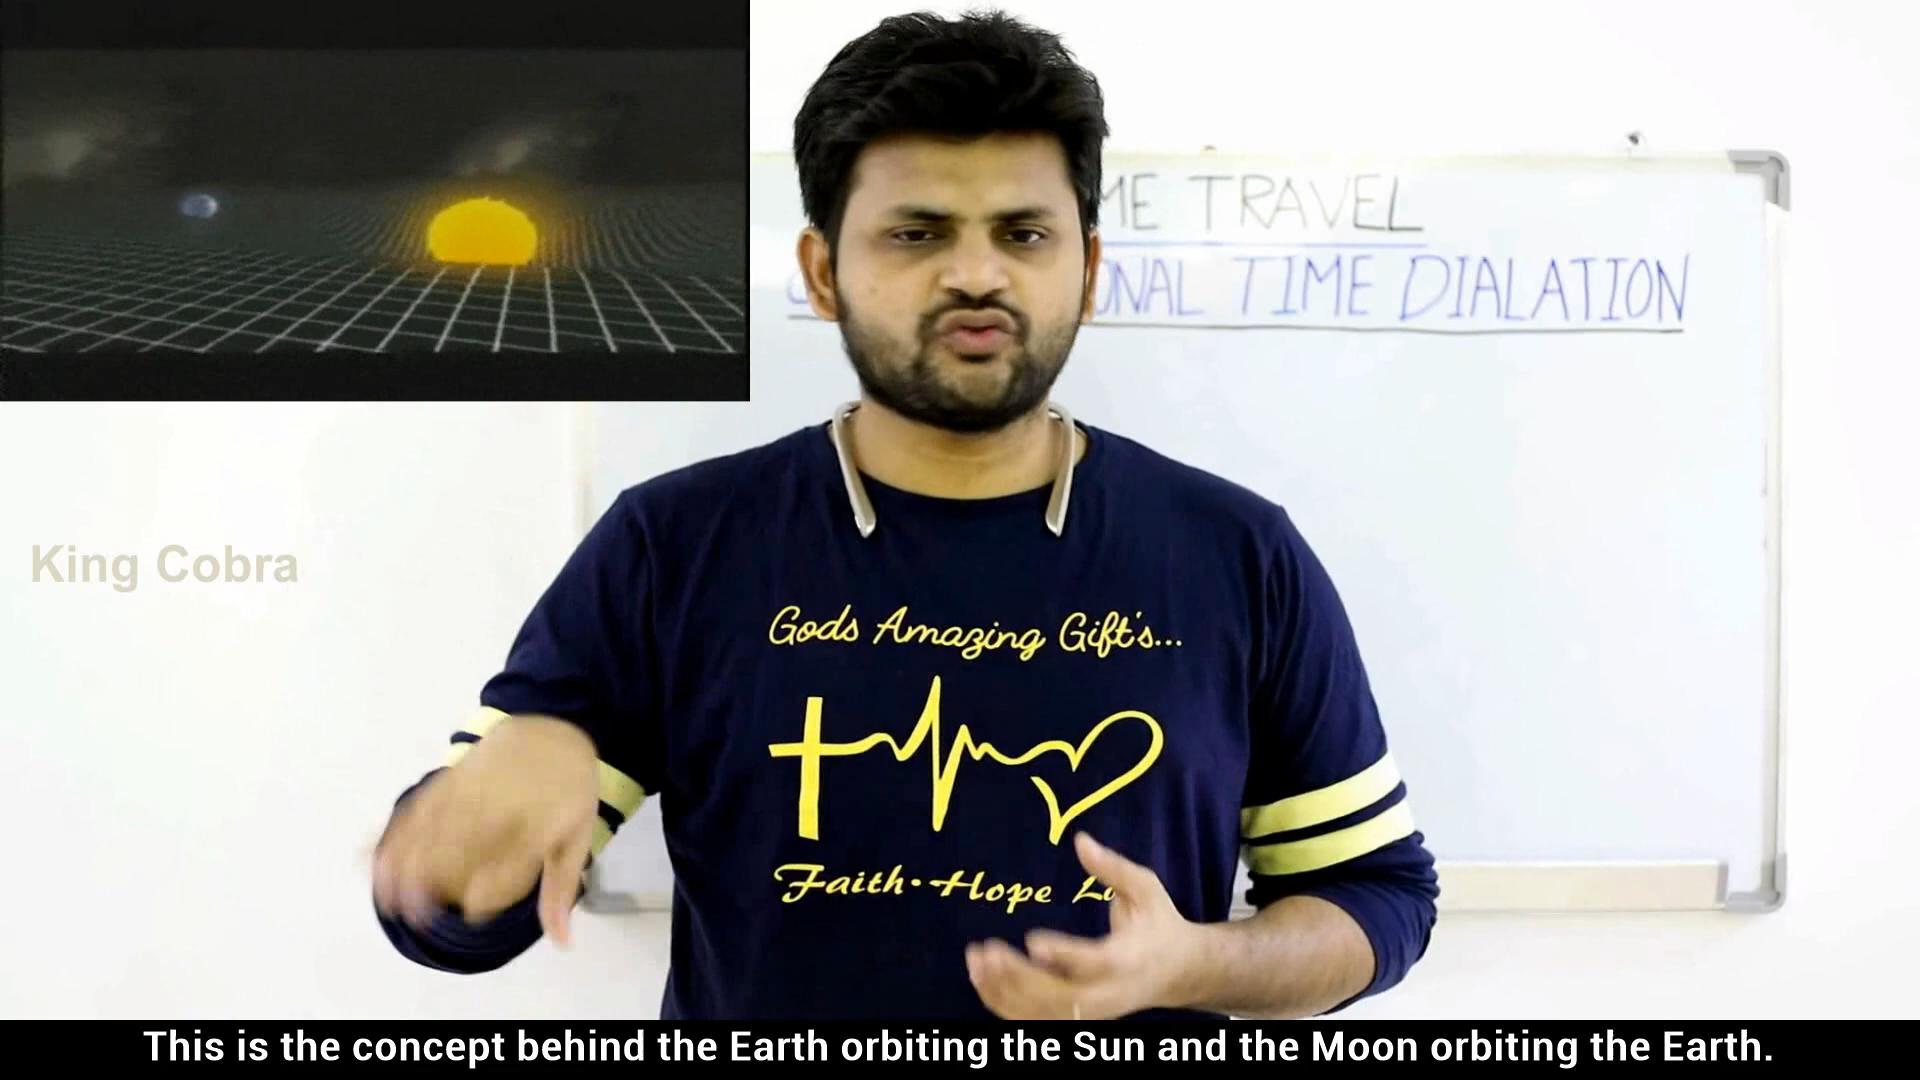 ME TRAVEL
ONAL TIME DIALATION
King Cobra
Gods Amazing Gift's...
Faith • Hope
This is the concept behind the Earth orbiting the Sun and the Moon orbiting the Earth.